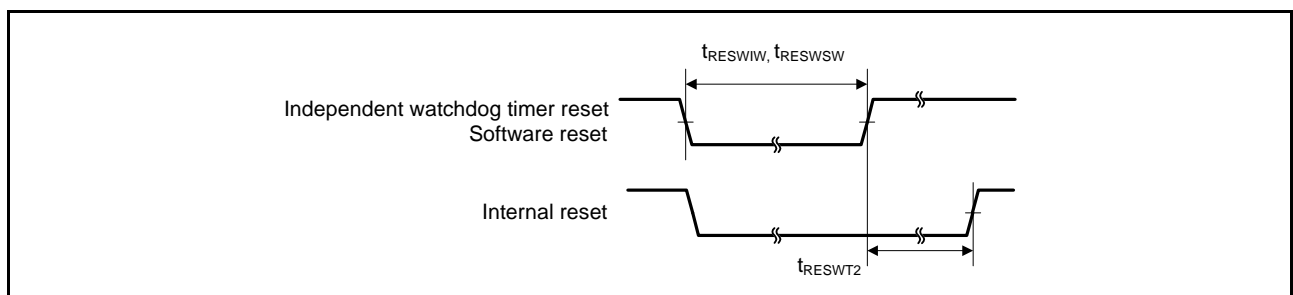 tRESWIW, tRESWSW
Independent watchdog timer reset
Software reset
Internal reset
tRESWT2